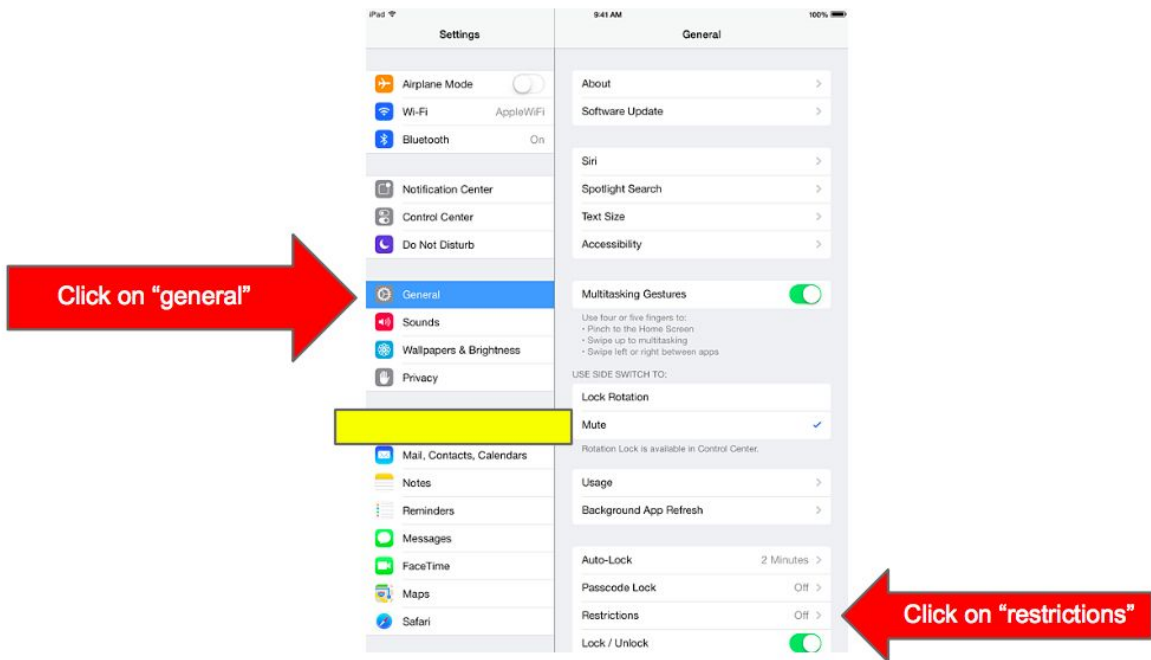 iPad
9:41 AM
100%
Settings
General
Airplane Mode
Wi-Fi AppleWiFi
Bluetooth On
Notification Center
Control Center
Do Not Disturb
General
Sounds
Wallpapers & Brightness
Privacy
Mail, Contacts, Calendars
Notes
Reminders
Messages
FaceTime
Maps
Safari
About
Software Update
Siri
Spotlight Search
Text Size
Accessibility
Multitasking Gestures
Use four or five fingers to:
• Pinch to the Home Screen
• Swipe up to multitasking
• Swipe left or right between apps
USE SIDE SWITCH TO:
Lock Rotation
Mute
Rotation Lock is available in Control Center.
Usage
Background App Refresh
Auto-Lock 2 Minutes
Passcode Lock Off
Restrictions Off
Lock / Unlock
Click on “general”
Click on “restrictions”